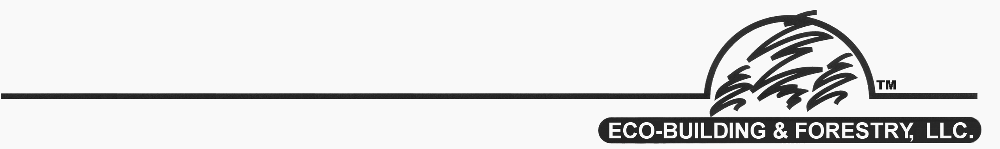 TM
ECO-BUILDING & FORESTRY, LLC.